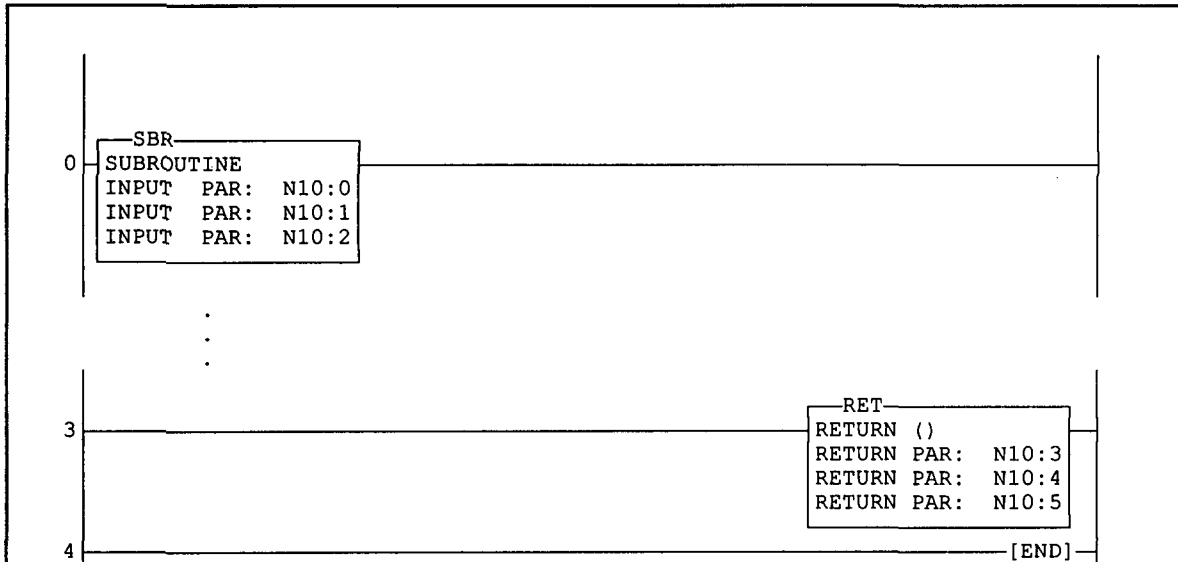 SBR
0 SUBROUTINE
INPUT PAR: N10:0
INPUT PAR: N10:1
INPUT PAR: N10:2
.
.
.
RET
3 RETURN ()
RETURN PAR: N10:3
RETURN PAR: N10:4
RETURN PAR: N10:5
4 [END]